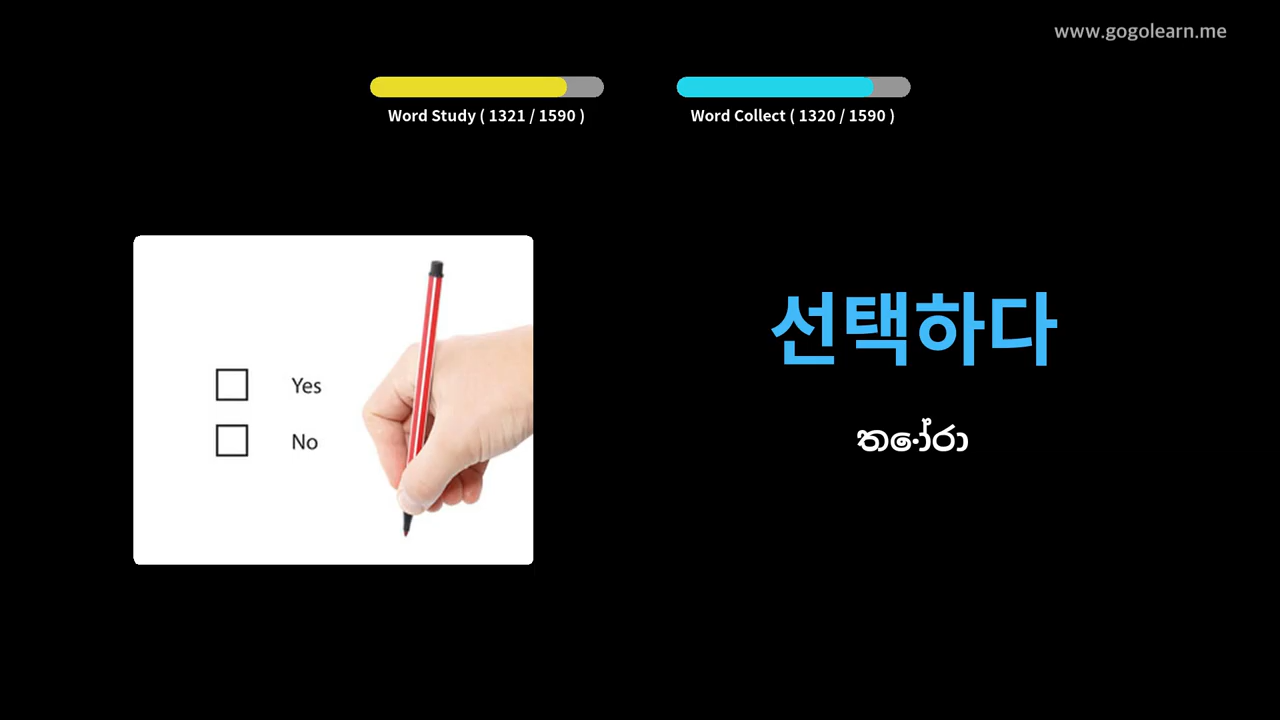 www.gogolearn.me
Word Study ( 1321 / 1590 )
Word Collect ( 1320 / 1590 )
Yes
No
선택하다
තෝරා